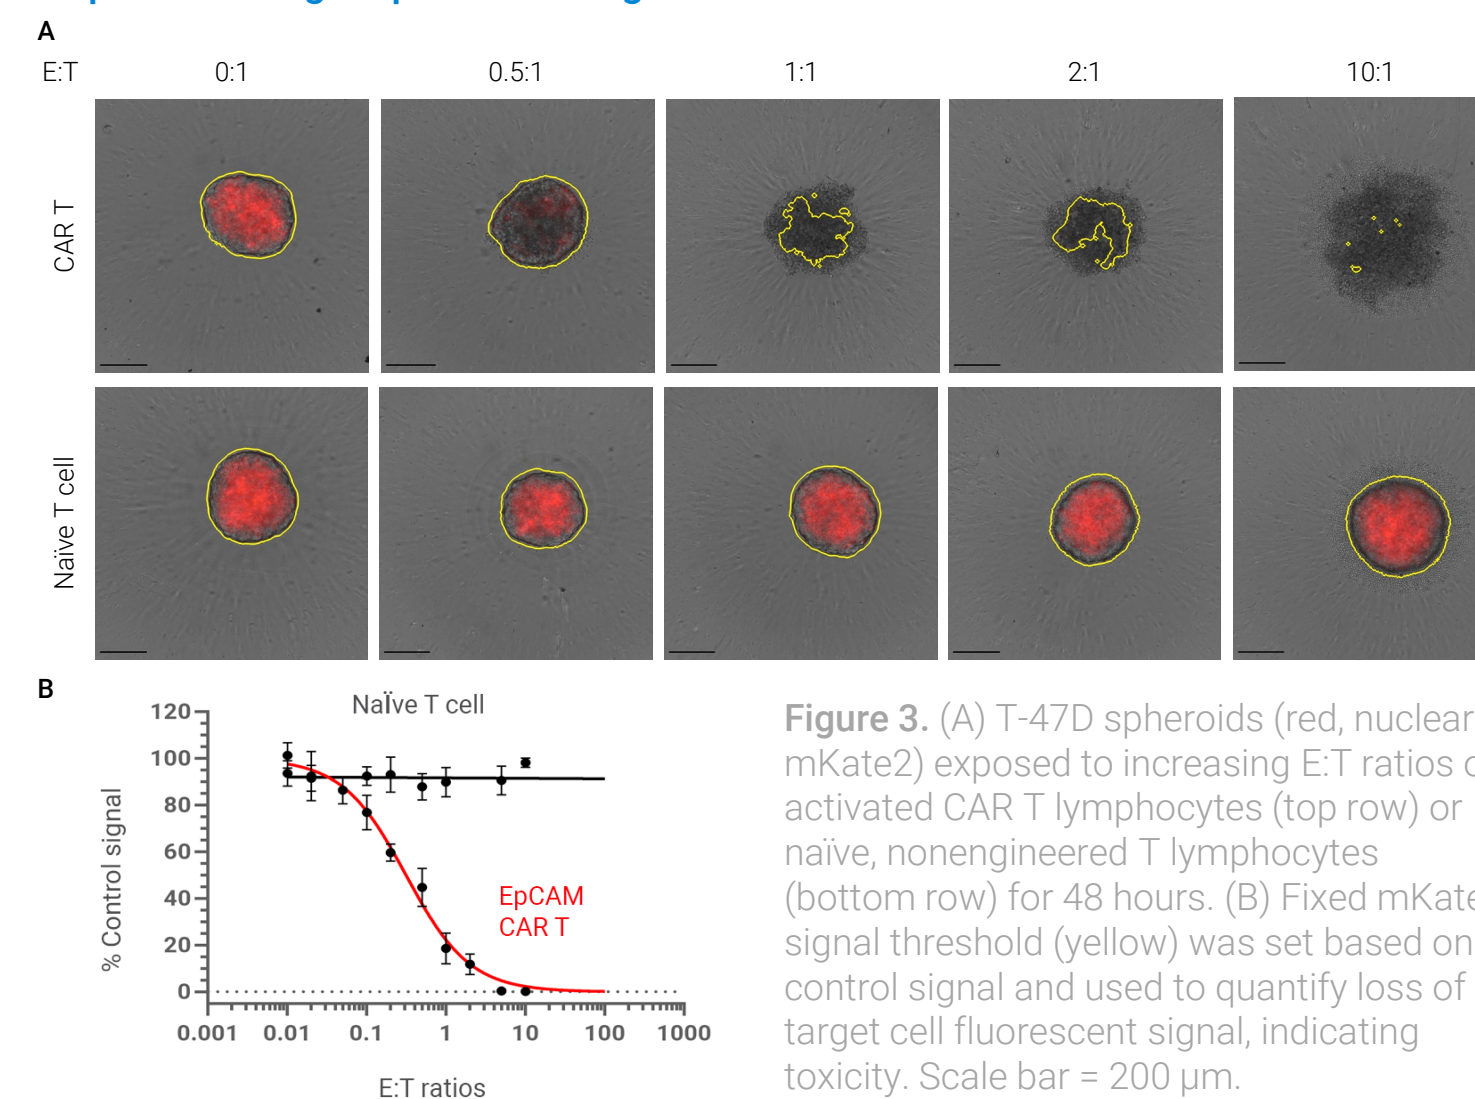 A
E:T 0:1 0.5:1 1:1 2:1 10:1
CAR T
Naïve T cell
B
NaÏve T cell
120
100
80
60
40
20
0
% Control signal
EpCAM
CAR T
0.001 0.01 0.1 1 10 100 1000
E:T ratios
Figure 3. (A) T-47D spheroids (red, nuclear
mKate2) exposed to increasing E:T ratios
activated CAR T lymphocytes (top row) or
naïve, nonengineered T lymphocytes
(bottom row) for 48 hours. (B) Fixed
signal threshold (yellow) was set based on
control signal and used to quantify loss of
target cell fluorescent signal, indicating
toxicity. Scale bar = 200 µm.